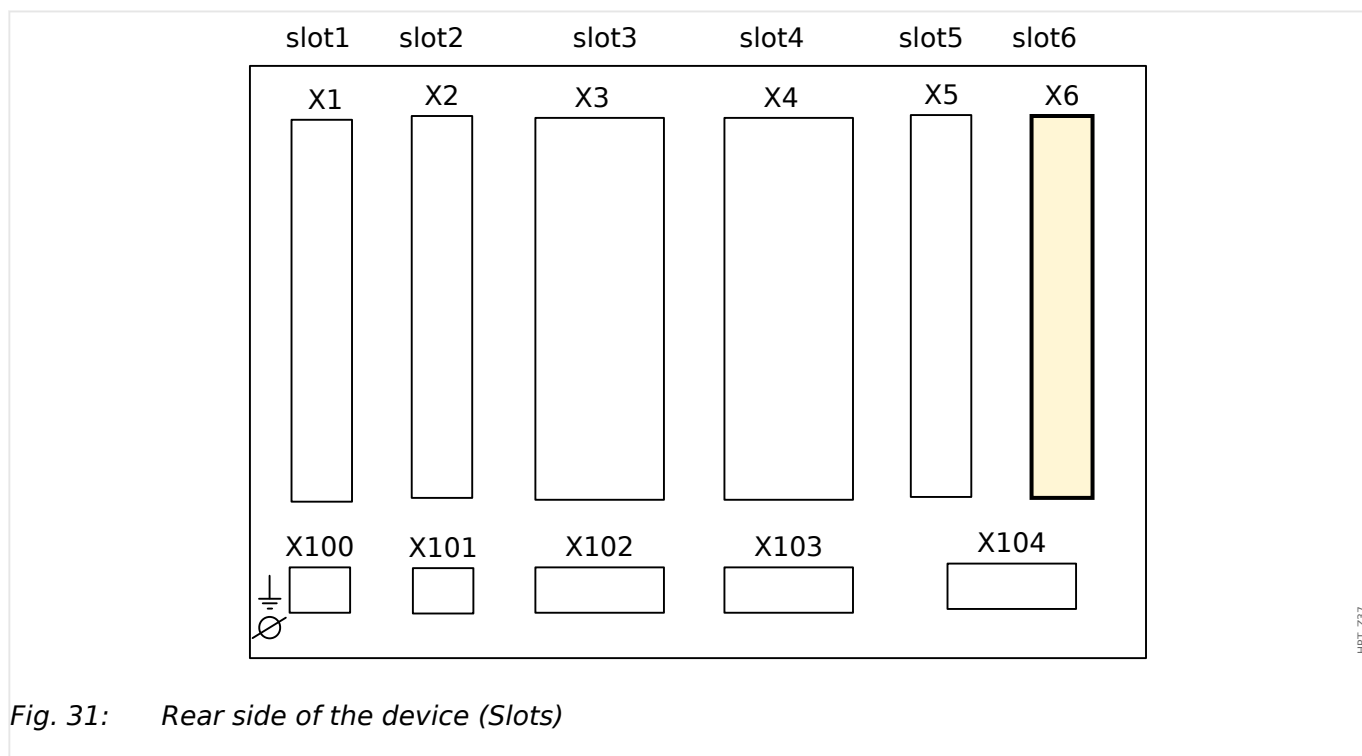 slot1 slot2 slot3 slot4 slot5 slot6
X1 X2 X3 X4 X5 X6
X100 X101 X102 X103 X104
Fig. 31: Rear side of the device (Slots)